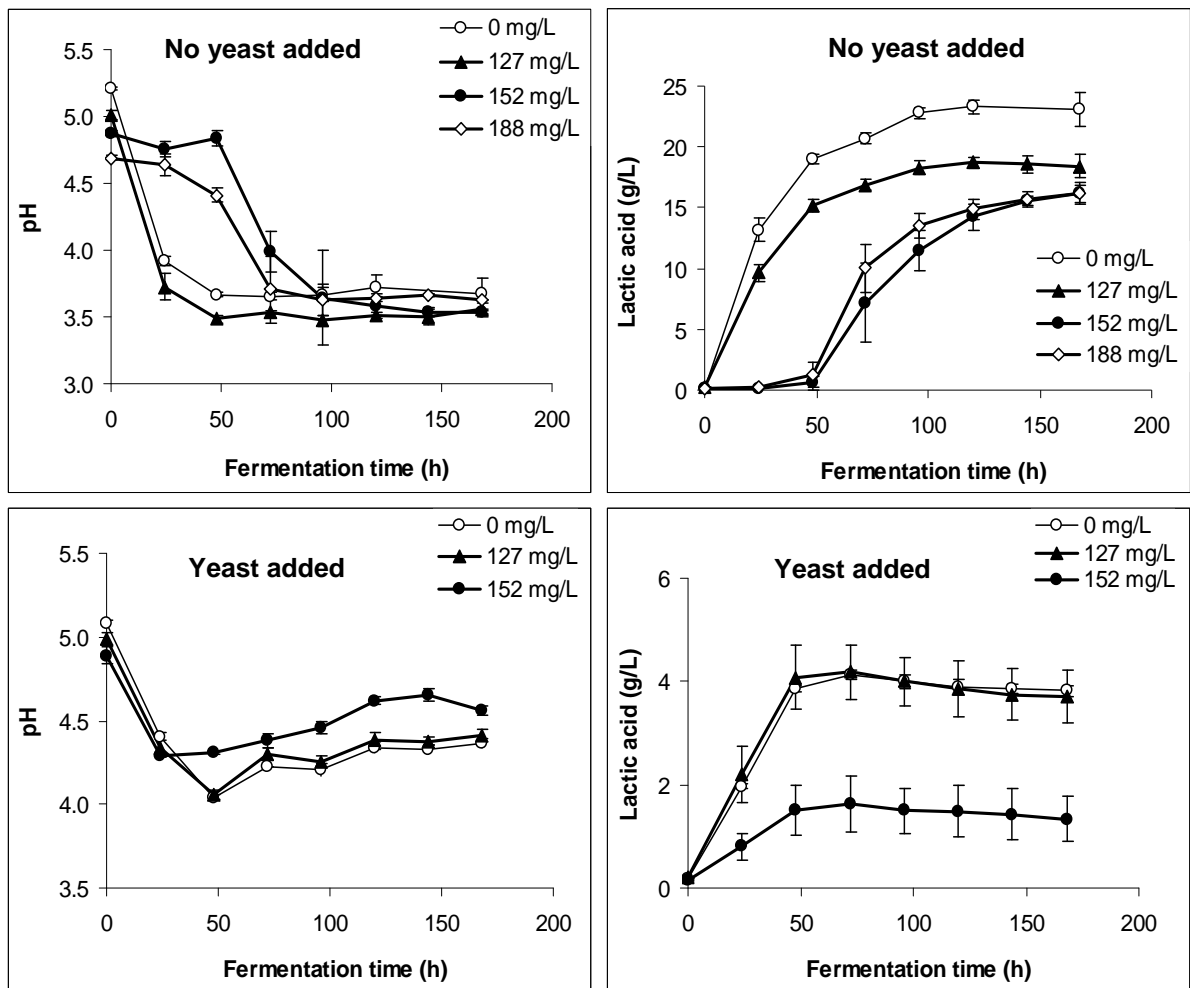 No yeast added
0 mg/L
127 mg/L
152 mg/L
188 mg/L
pH
5.5
5.0
4.5
4.0
3.5
3.0
0 50 100 150 200
Fermentation time (h)
No yeast added
Lactic acid (g/L)
25
20
15
10
5
0
0 mg/L
127 mg/L
152 mg/L
188 mg/L
0 50 100 150 200
Fermentation time (h)
Yeast added
0 mg/L
127 mg/L
152 mg/L
pH
5.5
5.0
4.5
4.0
3.5
0 50 100 150 200
Fermentation time (h)
Yeast added
0 mg/L
127 mg/L
152 mg/L
Lactic acid (g/L)
6
4
2
0
0 50 100 150 200
Fermentation time (h)